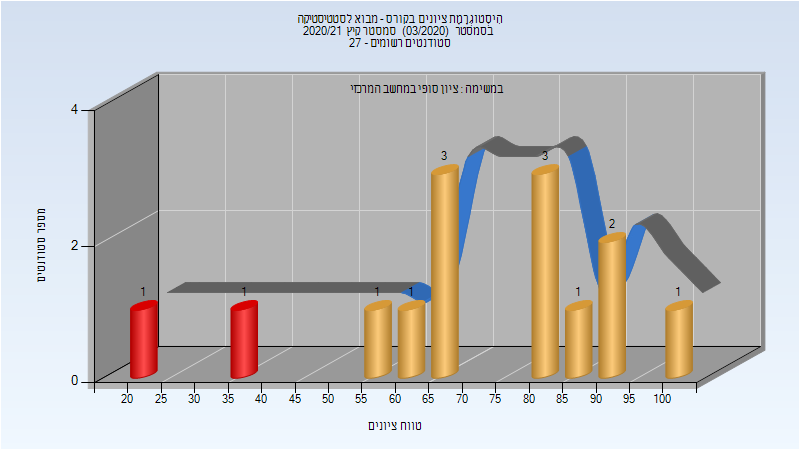 היסטוגרמת ציונים בקורס - מבוא לסטטיסטיקה
בסמסטר (03/2020) סמסטר קיץ 2020/21
סטודנטים רשומים - 27
במשימה : ציון סופי במחשב המרכזי
מספר סטודנטים
4
2
0
1
1
1
1
3
3
1
2
1
20 25 30 35 40 45 50 55 60 65 70 75 80 85 90 95 100
טווח ציונים